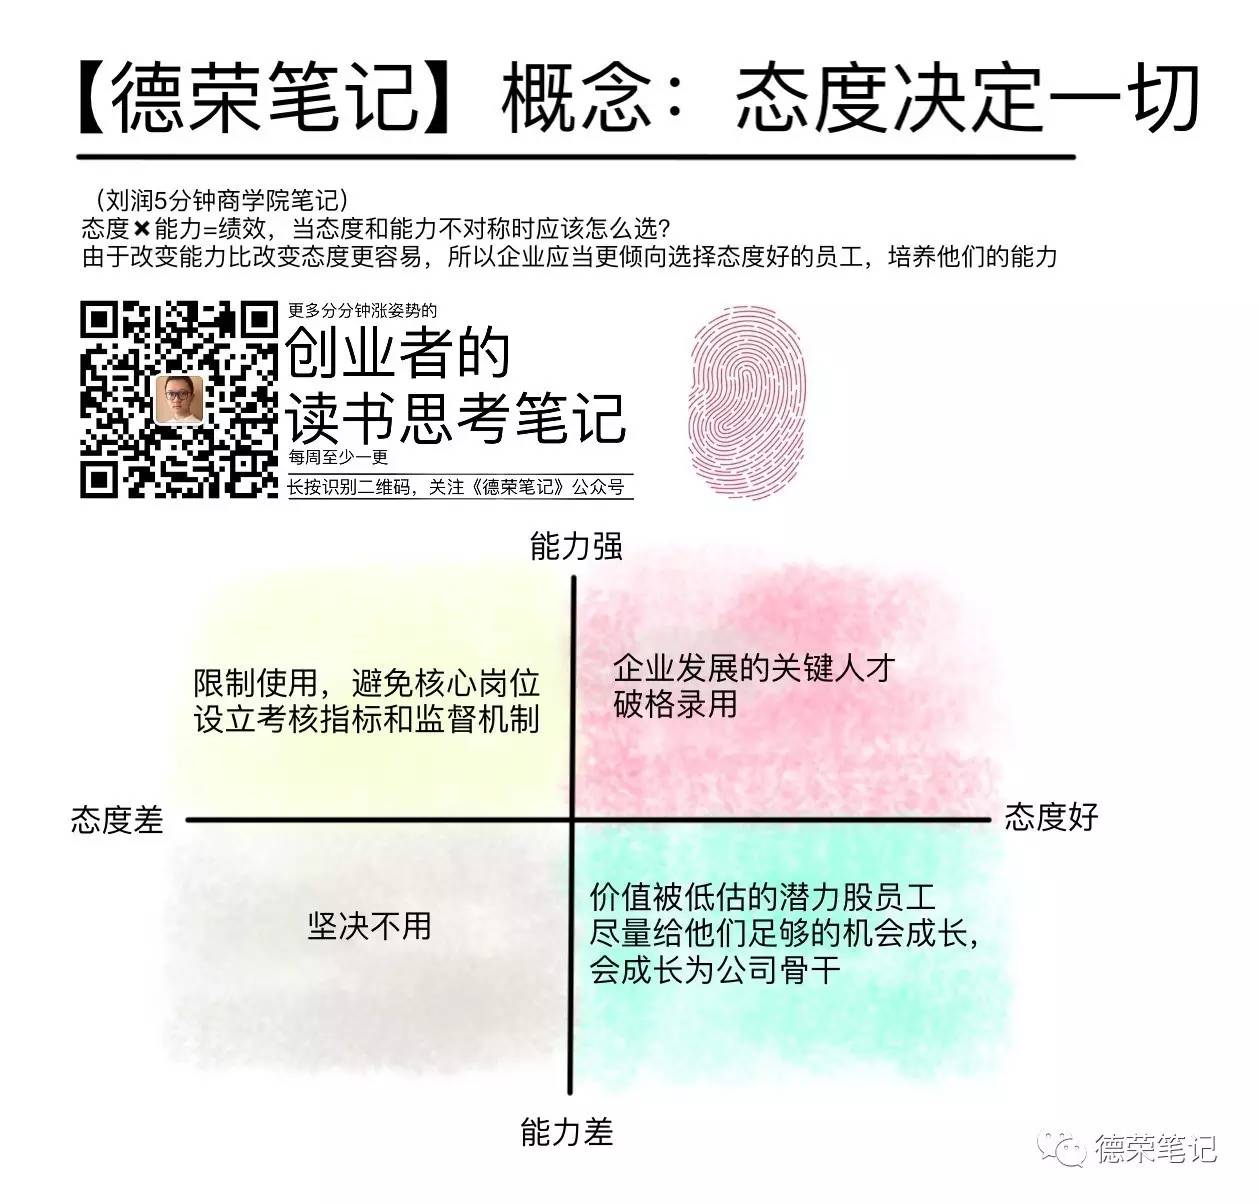 【德荣笔记】概念：态度决定一切
（刘润5分钟商学院笔记）
态度✖能力=绩效，当态度和能力不对称时应该怎么选？
由于改变能力比改变态度更容易，所以企业应当更倾向选择态度好的员工，培养他们的能力
更多分分钟涨姿势的
创业者的
读书思考笔记
每周至少一更
长按识别二维码，关注《德荣笔记》公众号
能力强
限制使用，避免核心岗位
设立考核指标和监督机制
企业发展的关键人才
破格录用
态度差
态度好
坚决不用
价值被低估的潜力股员工
尽量给他们足够的机会成长，
会成长为公司骨干
能力差
德荣笔记